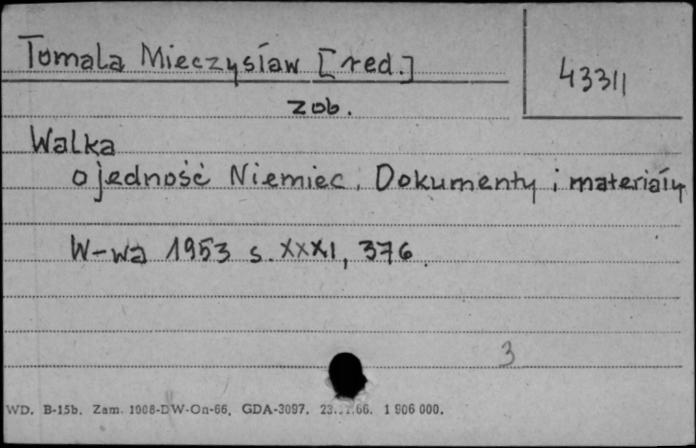 Tomala Mieczysław [red.]
43311
zob.
Walka
o jedność Niemiec. Dokumenty i materiały
W-wa 1953 s. XXXI, 376.
3
WD. B-15b. Zam. 1908-DW-On-66. GDA-3097. 1 906 000.